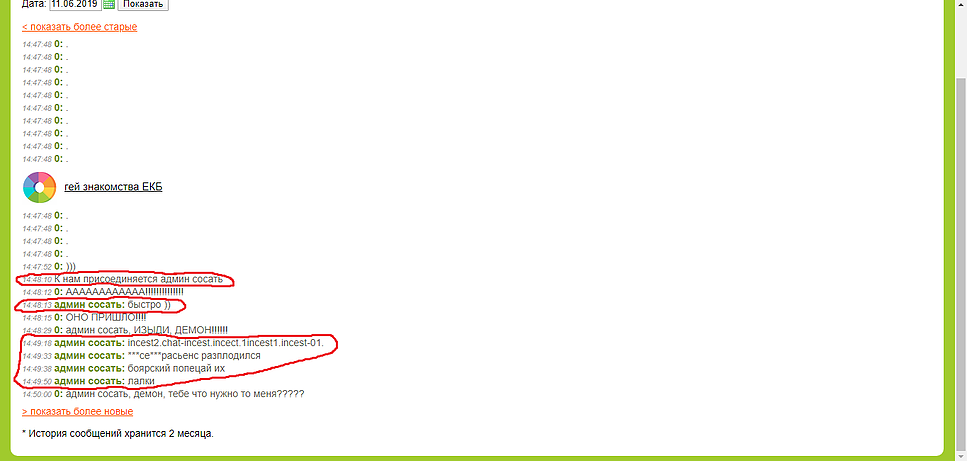 Дата: 11.06.2019 Показать
< показать более старые
14:47:48 0: .
14:47:48 0: .
14:47:48 0: .
14:47:48 0: .
14:47:48 0: .
14:47:48 0: .
14:47:48 0: .
14:47:48 0: .
14:47:48 0: .
14:47:48 0: .
гей знакомства ЕКБ
14:47:48 0: .
14:47:48 0: .
14:47:48 0: .
14:47:48 0: .
14:47:52 0: )))
14:48:10 К нам присоединяется админ сосать
14:48:12 0: АААААААААААА!!!!!!!!!!!!!!
14:48:13 админ сосать: быстро ))
14:48:15 0: ОНО ПРИШЛО!!!!
14:48:29 0: админ сосать, ИЗЫДИ, ДЕМОН!!!!!!
14:49:18 админ сосать: incest2.chat-incest.incect.1incest1.incest-01.
14:49:33 админ сосать: ***се***расьенс разплодился
14:49:38 админ сосать: боярский попецай их
14:49:50 админ сосать: лапки
14:50:00 0: админ сосать, демон, тебе что нужно то меня?????
> показать более новые
* История сообщений хранится 2 месяца.